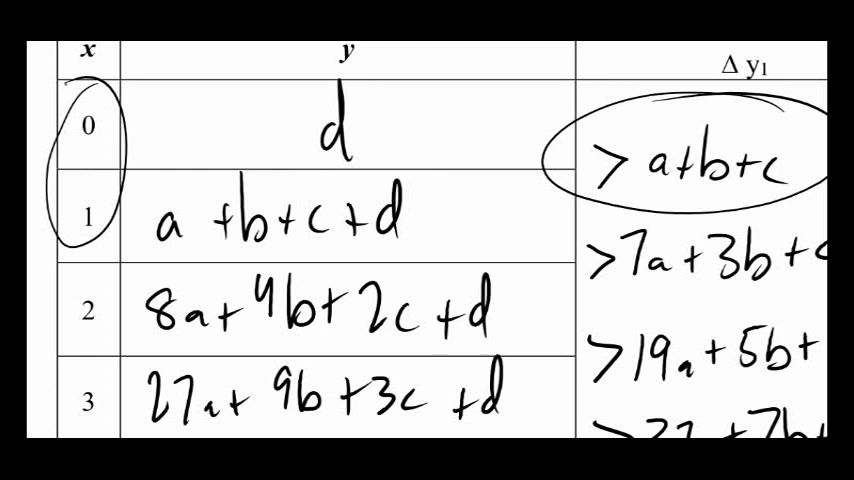 x y Δ y₁
0 d
> a+b+c
1 a+b+c+d
> 7a+3b+c
2 8a+4b+2c+d
> 19a+5b+
3 27a+9b+3c+d